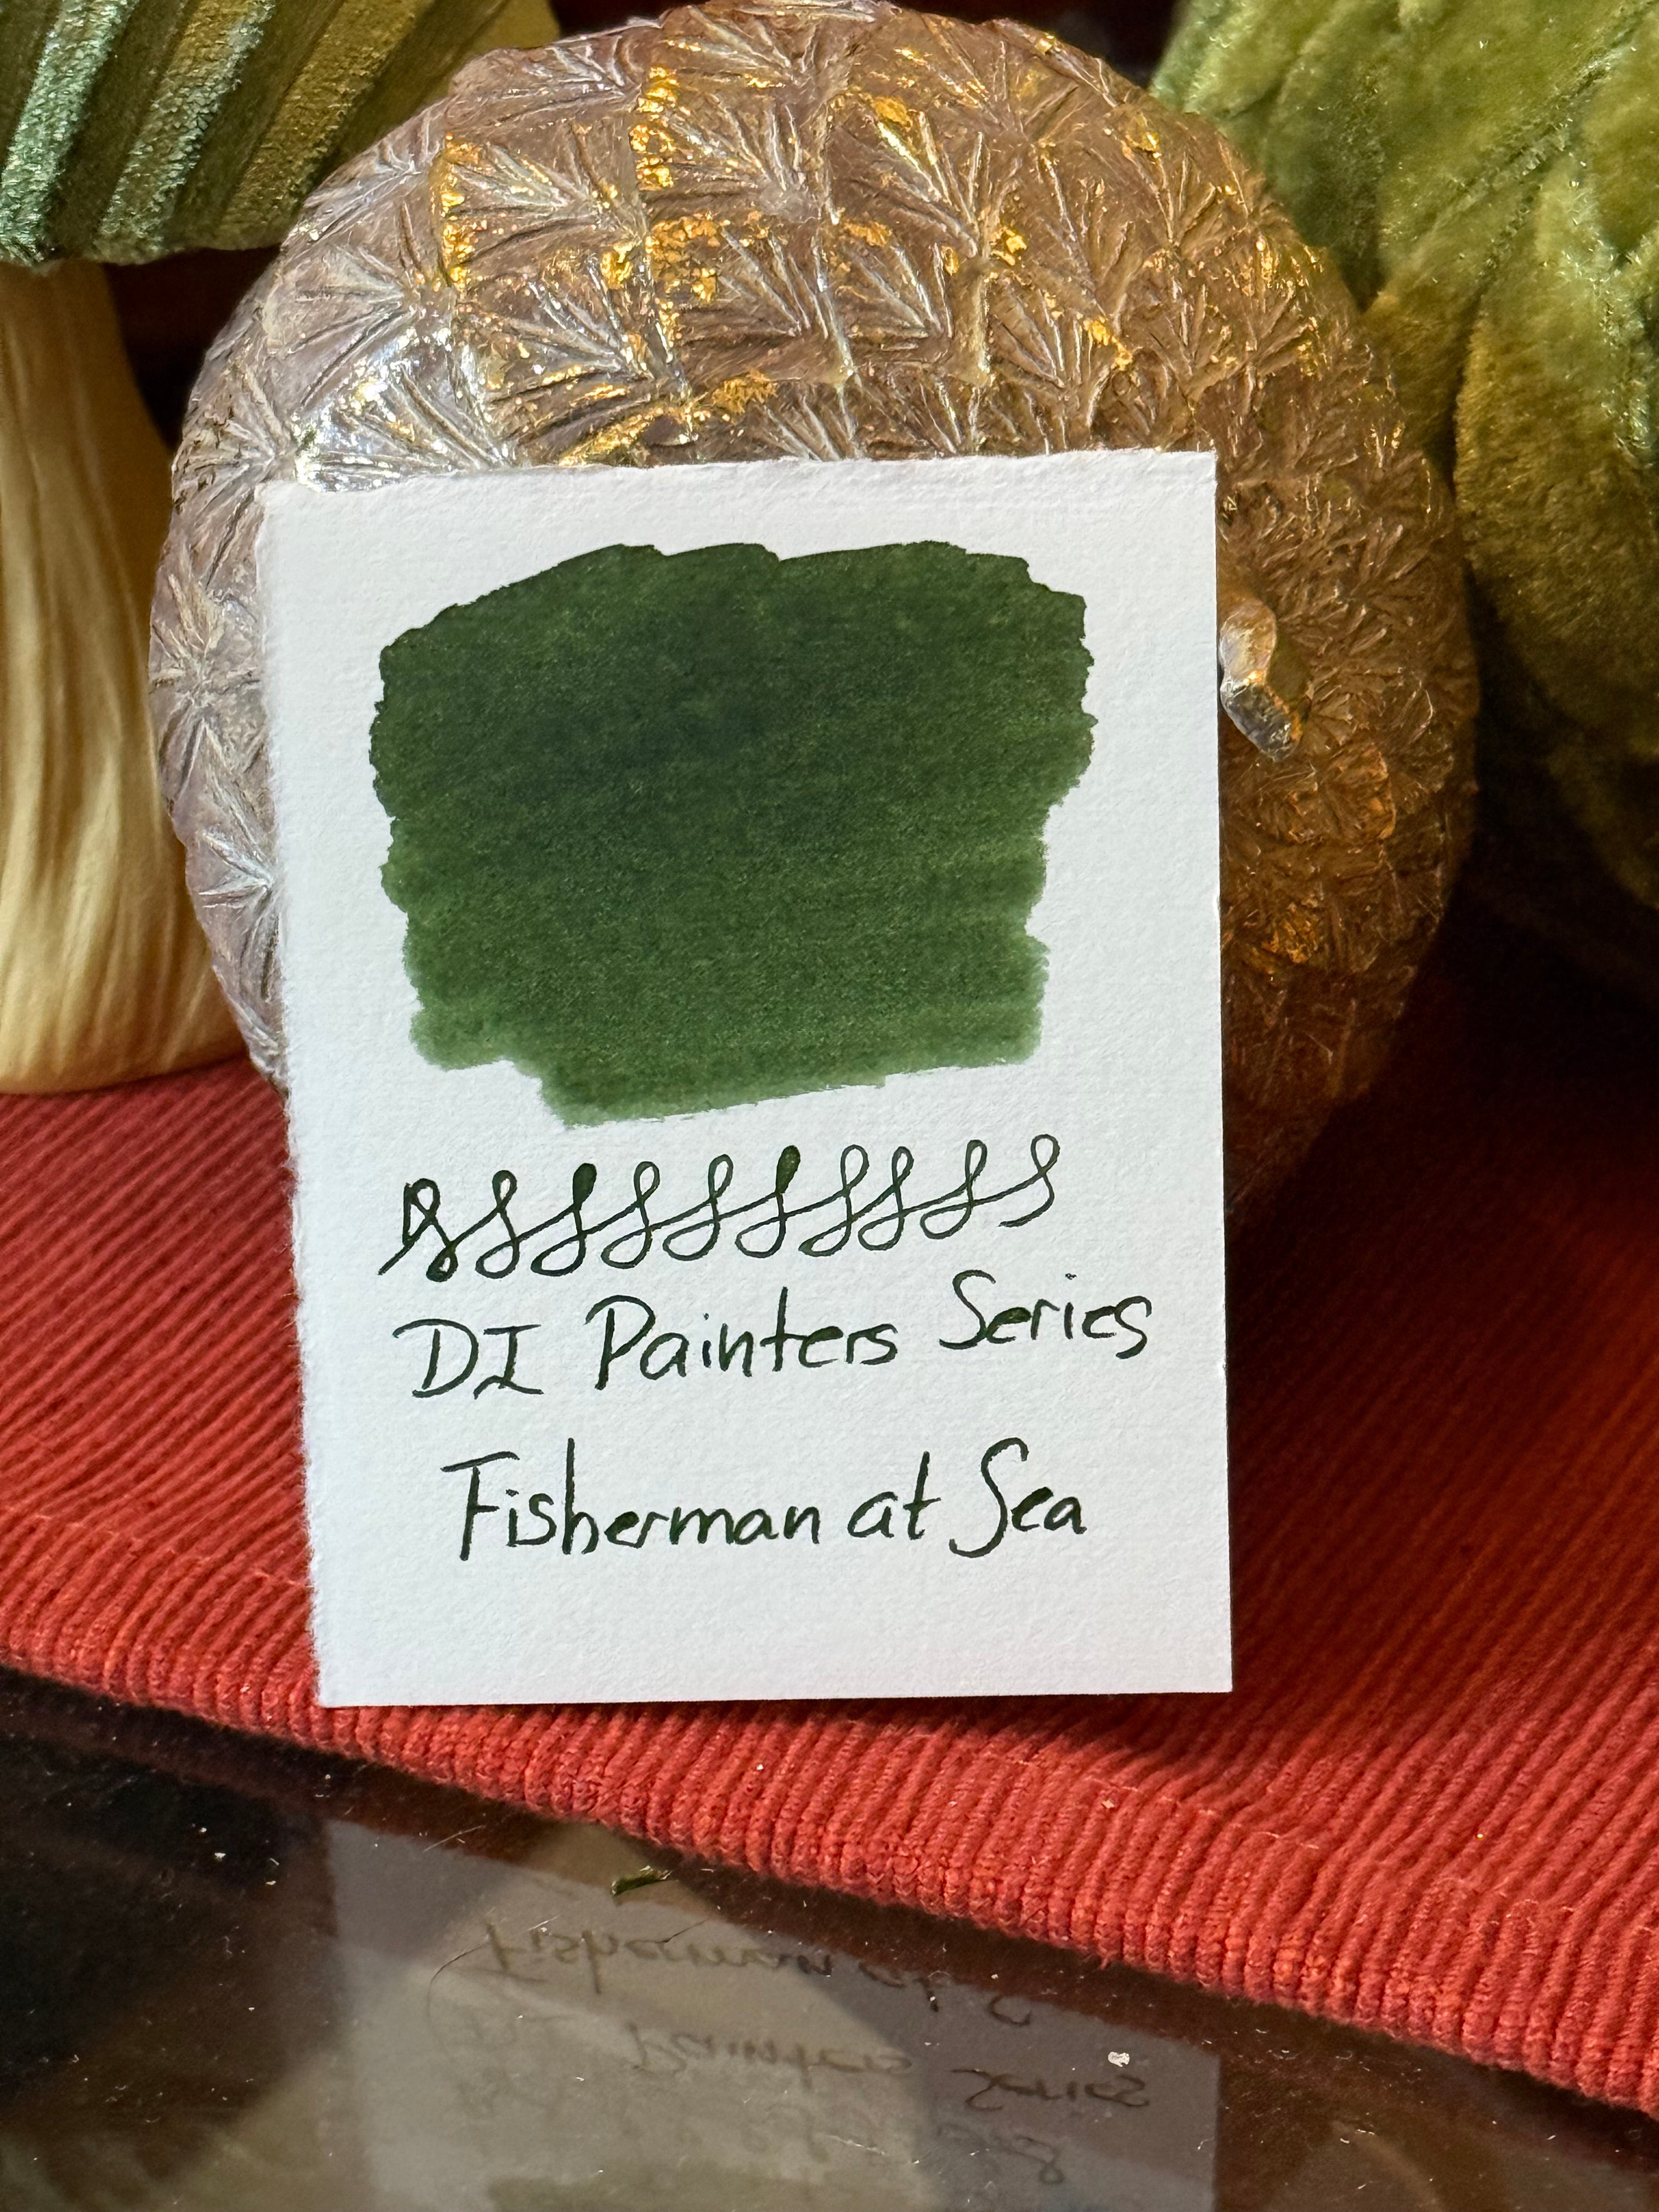 DI Painters Series
Fisherman at Sea